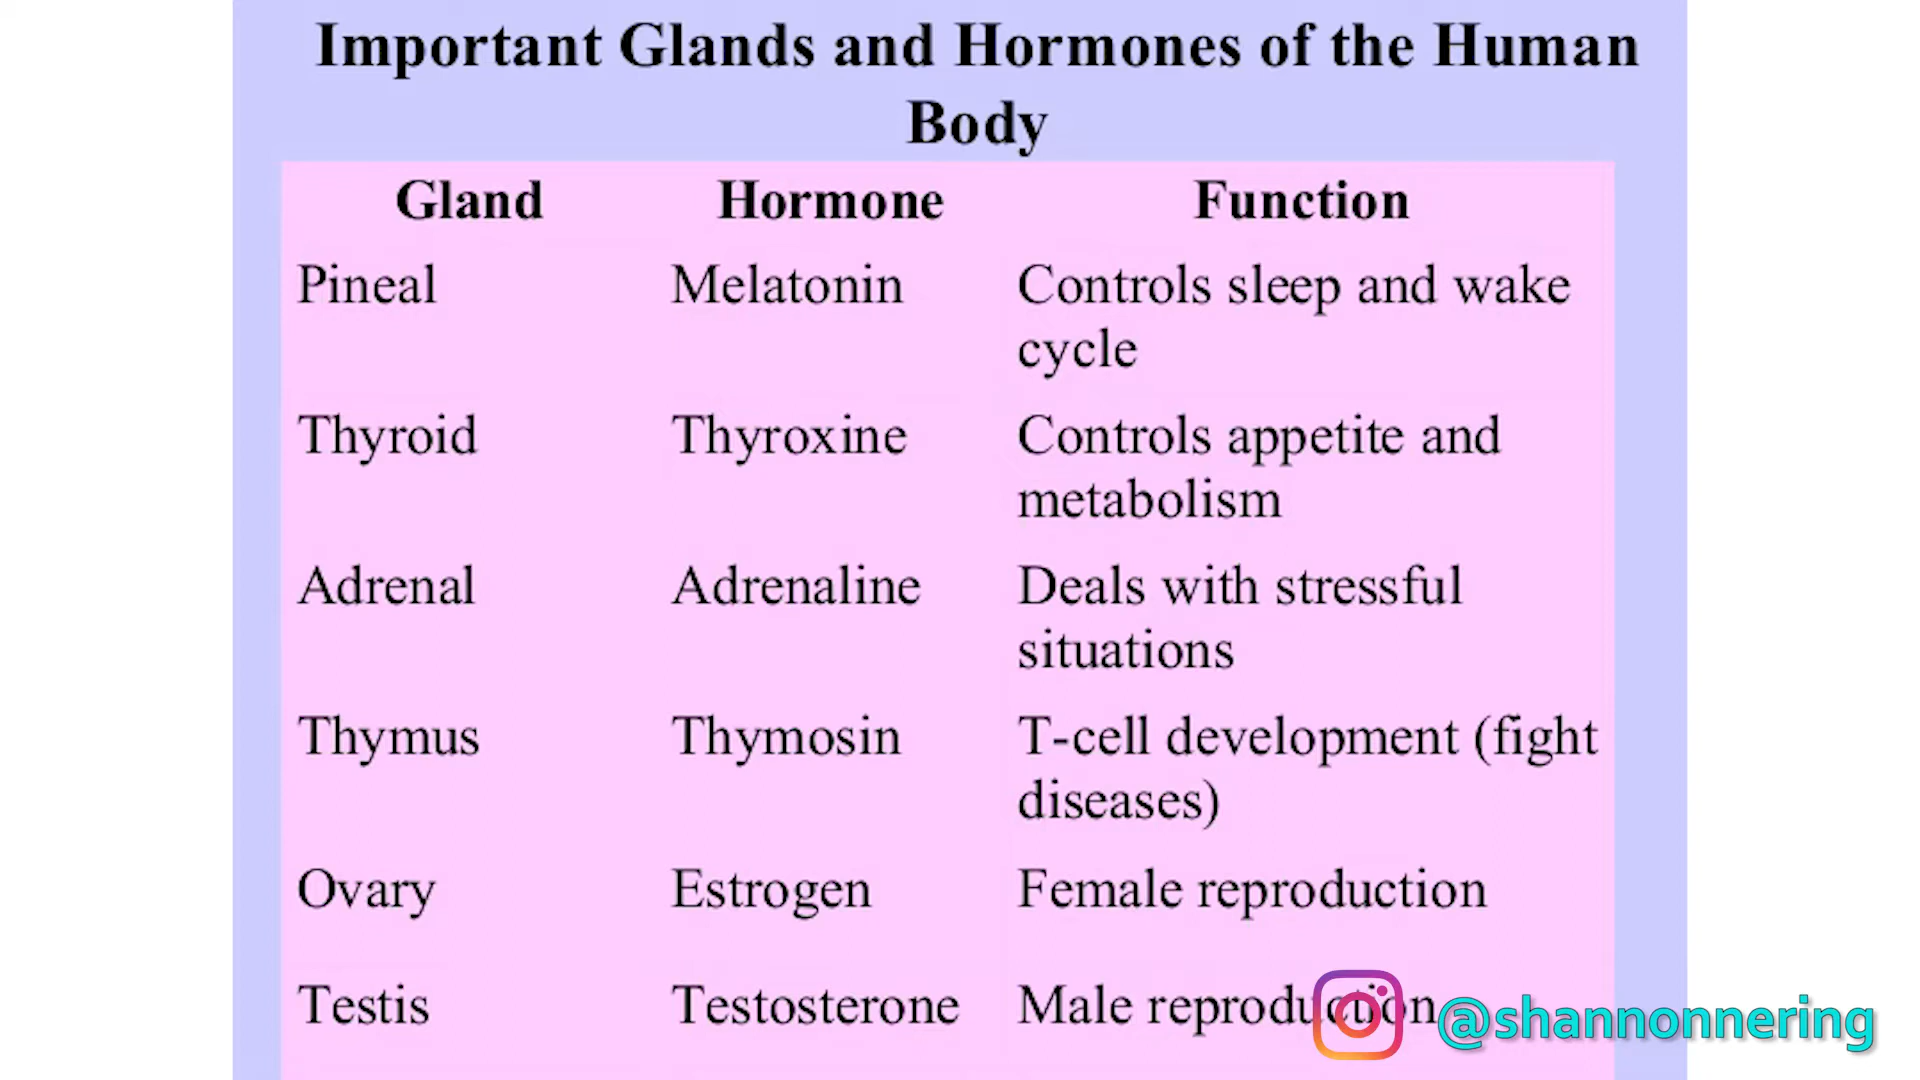 Important Glands and Hormones of the Human
Body
Gland Hormone Function
Pineal Melatonin Controls sleep and wake
cycle
Thyroid Thyroxine Controls appetite and
metabolism
Adrenal Adrenaline Deals with stressful
situations
Thymus Thymosin T-cell development (fight
diseases)
Ovary Estrogen Female reproduction
Testis Testosterone Male reproduction
@shannonnering